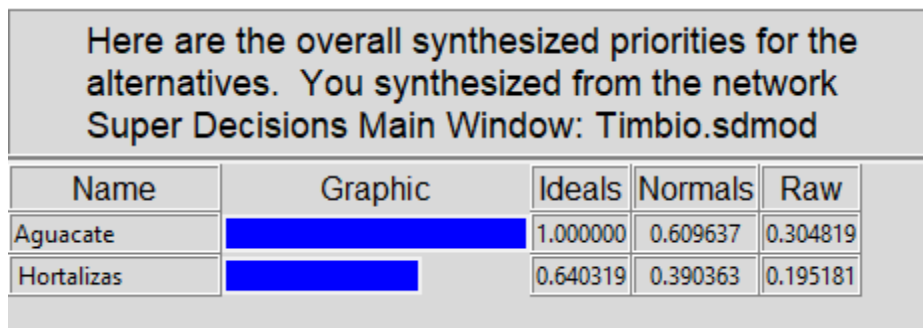 Here are the overall synthesized priorities for the
alternatives. You synthesized from the network
Super Decisions Main Window: Timbio.sdmod
Name Graphic Ideals Normals Raw
Aguacate 1.000000 0.609637 0.304819
Hortalizas 0.640319 0.390363 0.195181